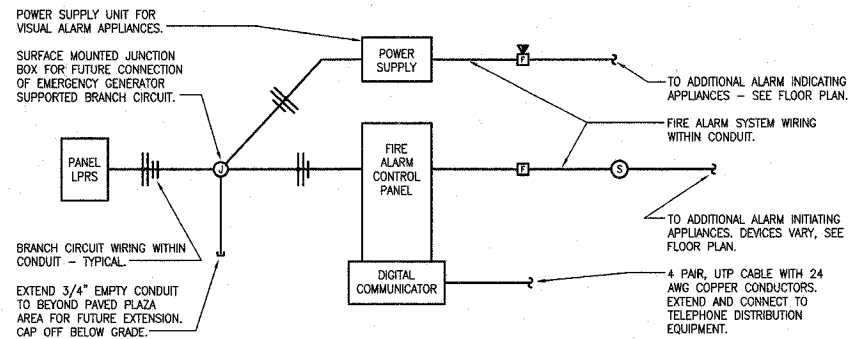 POWER SUPPLY UNIT FOR
VISUAL ALARM APPLIANCES.
SURFACE MOUNTED JUNCTION
BOX FOR FUTURE CONNECTION
OF EMERGENCY GENERATOR
SUPPORTED BRANCH CIRCUIT.
POWER
SUPPLY
F
TO ADDITIONAL ALARM INDICATING
APPLIANCES - SEE FLOOR PLAN.
FIRE ALARM SYSTEM WIRING
WITHIN CONDUIT.
PANEL
LPRS
J
FIRE
ALARM
CONTROL
PANEL
F
S
TO ADDITIONAL ALARM INITIATING
APPLIANCES. DEVICES VARY, SEE
FLOOR PLAN.
BRANCH CIRCUIT WIRING WITHIN
CONDUIT - TYPICAL.
EXTEND 3/4" EMPTY CONDUIT
TO BEYOND PAVED PLAZA
AREA FOR FUTURE EXTENSION.
CAP OFF BELOW GRADE.
DIGITAL
COMMUNICATOR
4 PAIR, UTP CABLE WITH 24
AWG COPPER CONDUCTORS.
EXTEND AND CONNECT TO
TELEPHONE DISTRIBUTION
EQUIPMENT.